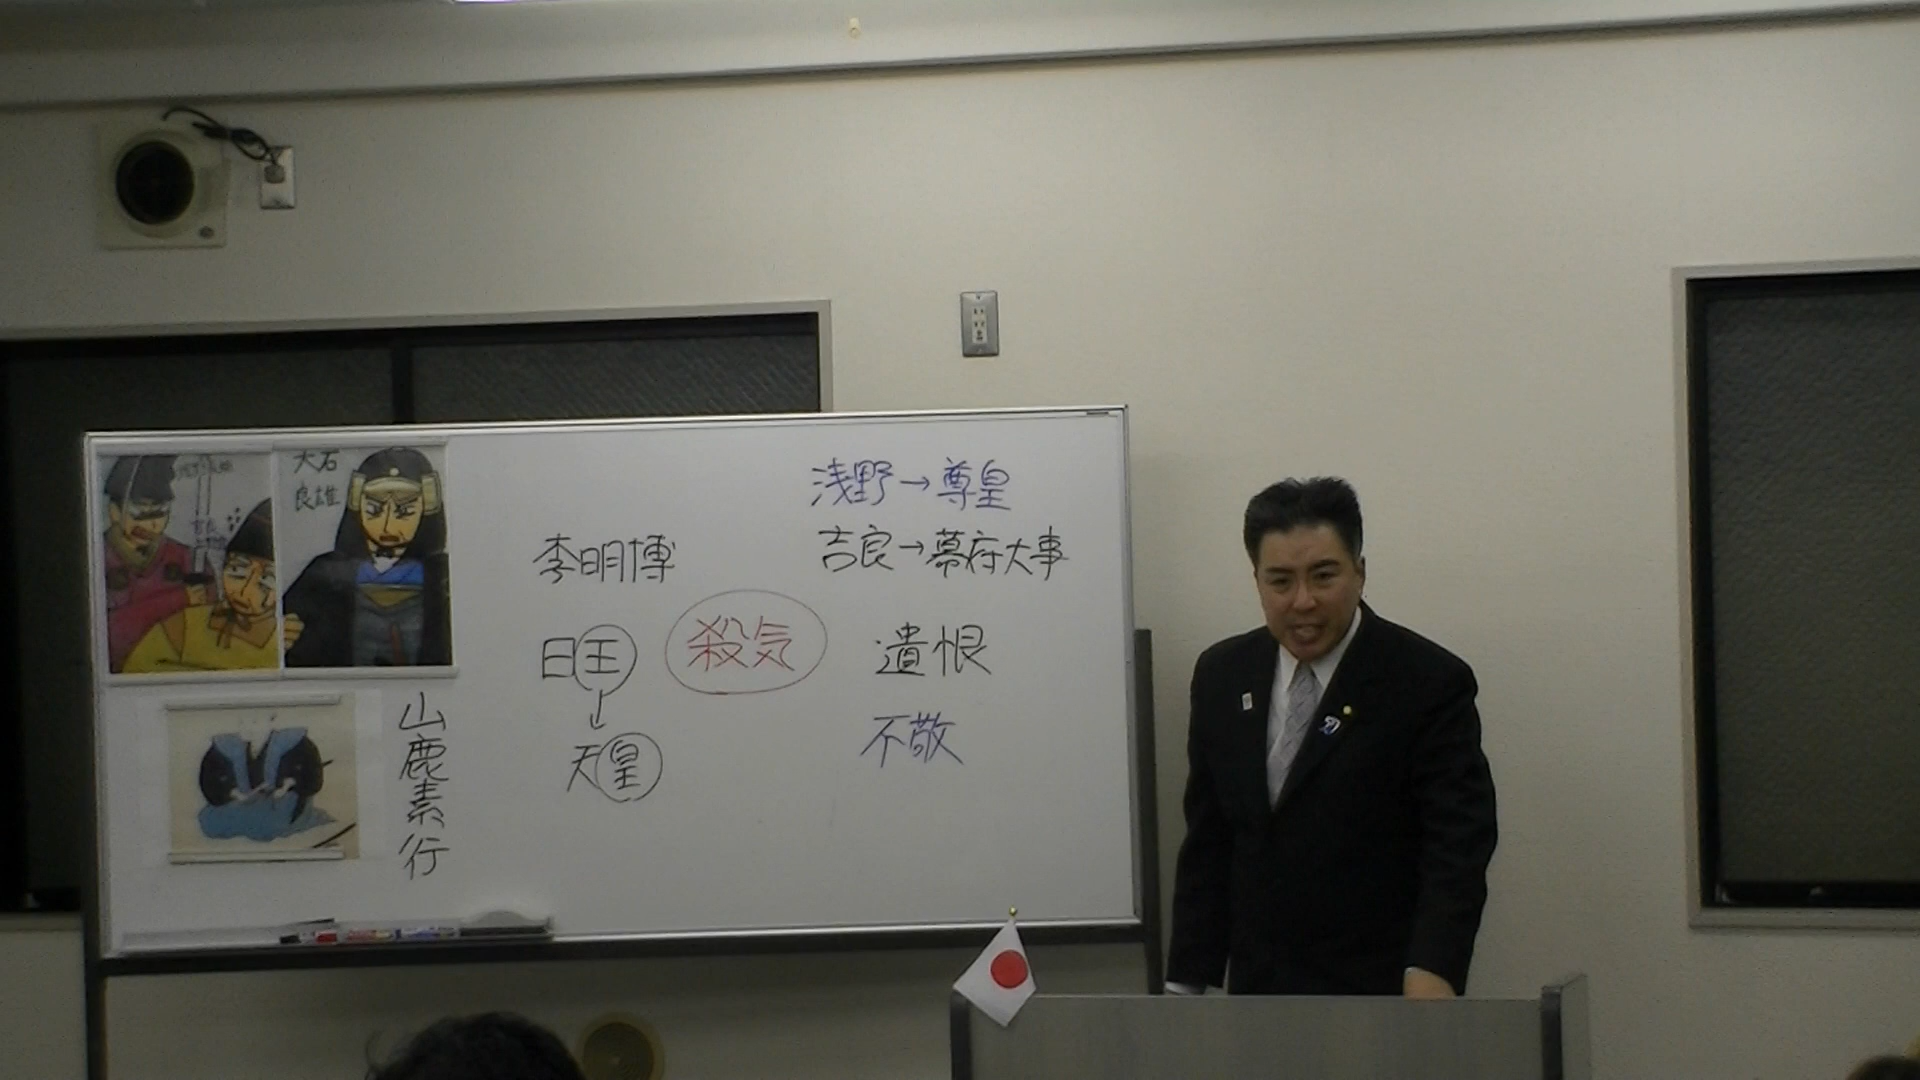 大石
良雄
山鹿素行
李明博
日王
↓
天皇
殺気
浅野→尊皇
吉良→幕府大事
遺恨
不敬